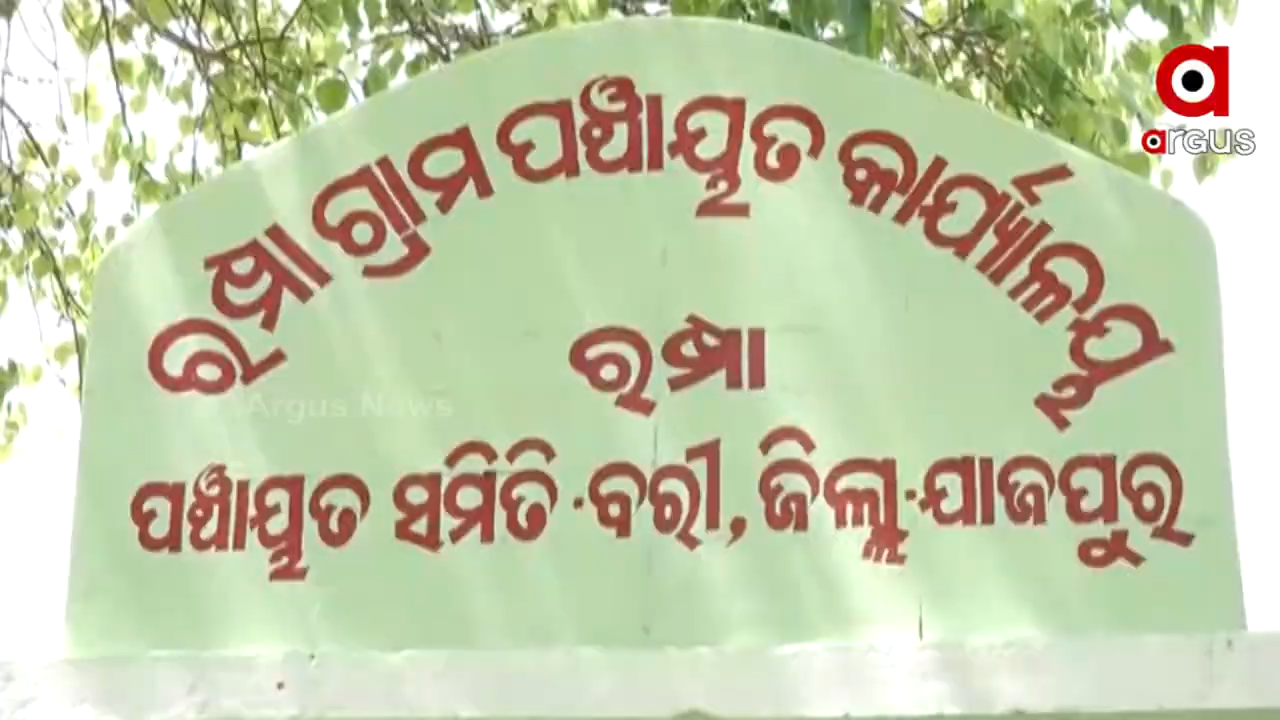 ରମ୍ପା ଗ୍ରାମ ପଞ୍ଚାୟତ କାର୍ଯ୍ୟାଳୟ
ରମ୍ପା
ପଞ୍ଚାୟତ ସମିତି-ବରୀ, ଜିଲ୍ଲା-ଯାଜପୁର
argus
Argus News